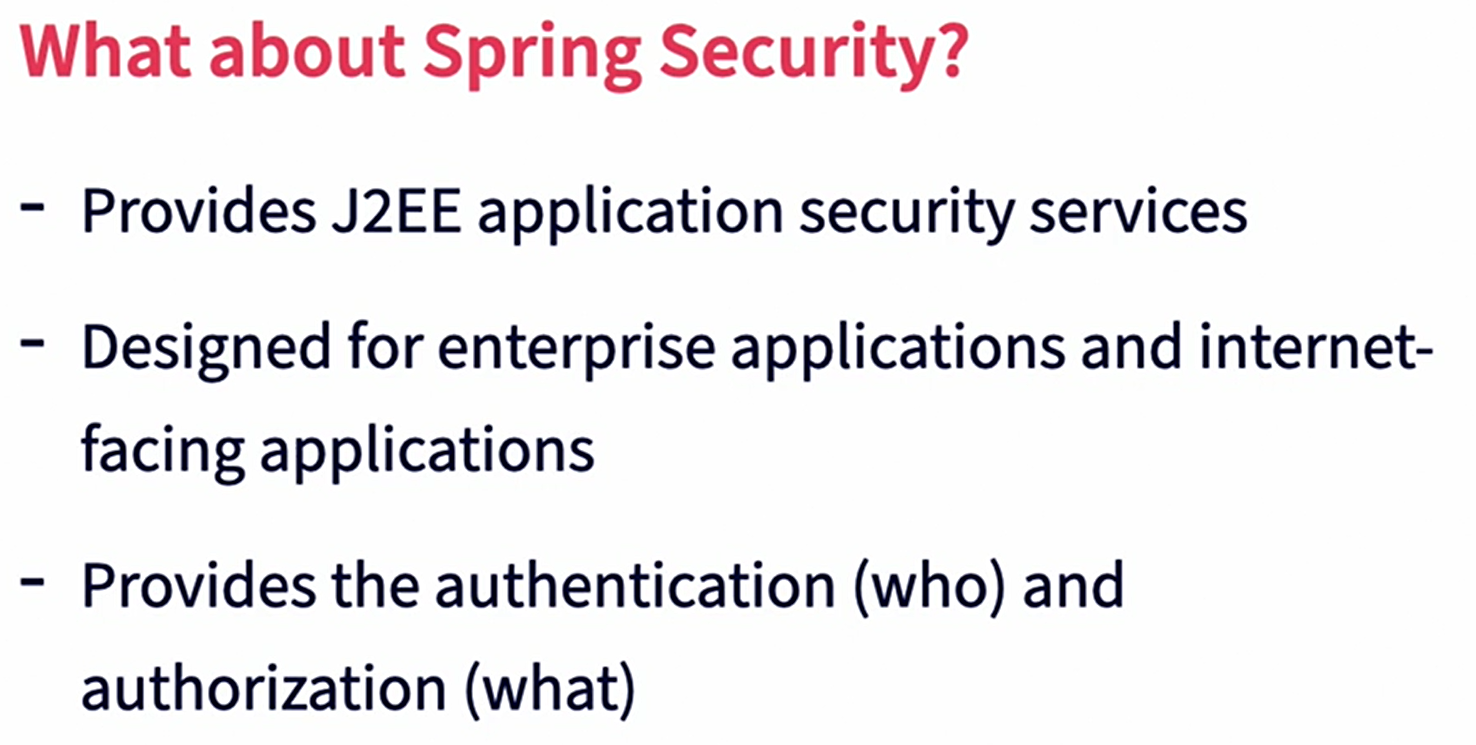 What about Spring Security?
- Provides J2EE application security services
- Designed for enterprise applications and internet-
facing applications
- Provides the authentication (who) and
authorization (what)